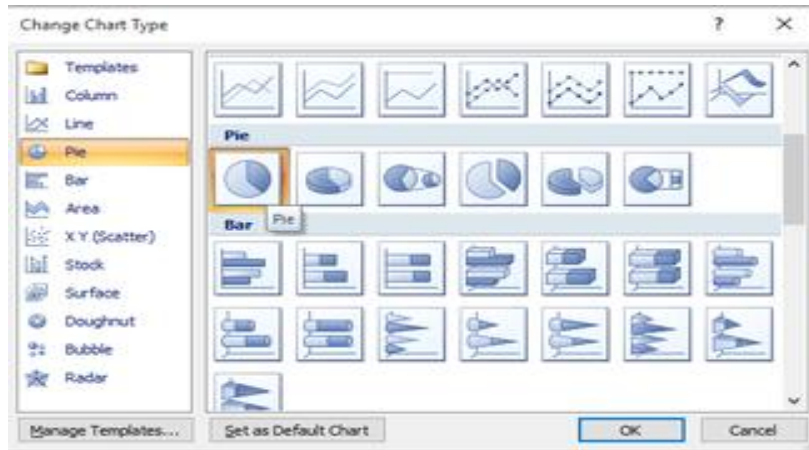 Change Chart Type
?
Templates
Column
Line
Pie
Bar
Area
X Y (Scatter)
Stock
Surface
Doughnut
Bubble
Radar
Pie
Pie
Bar
Manage Templates...
Set as Default Chart
OK
Cancel